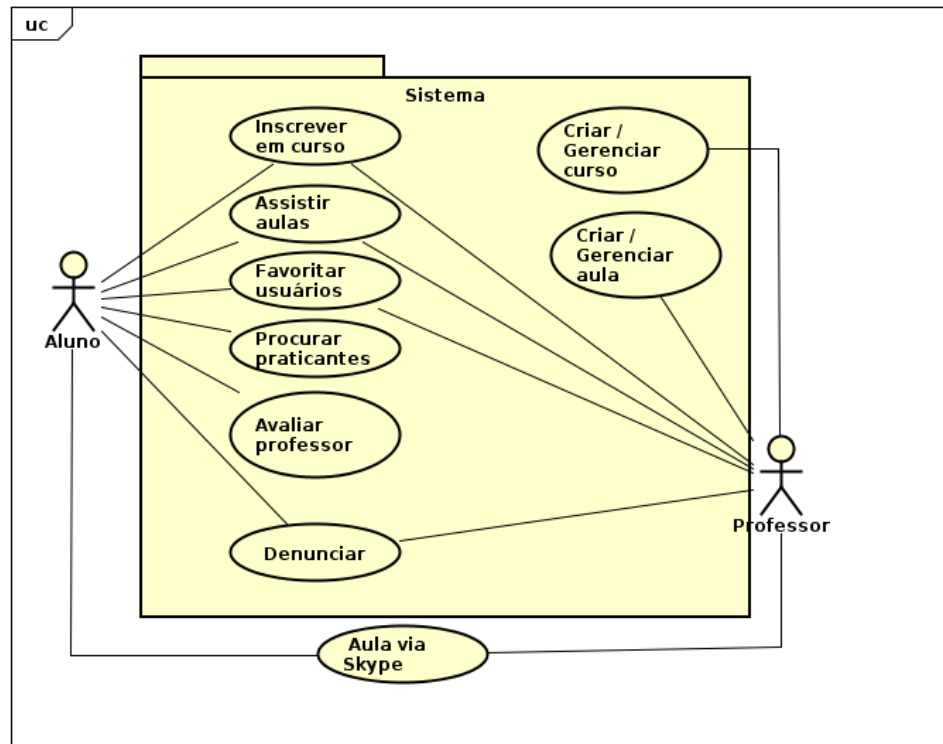 uc
Sistema
Inscrever
em curso
Assistir
aulas
Favoritar
usuários
Procurar
praticantes
Avaliar
professor
Denunciar
Criar /
Gerenciar
curso
Criar /
Gerenciar
aula
Aluno
Professor
Aula via
Skype